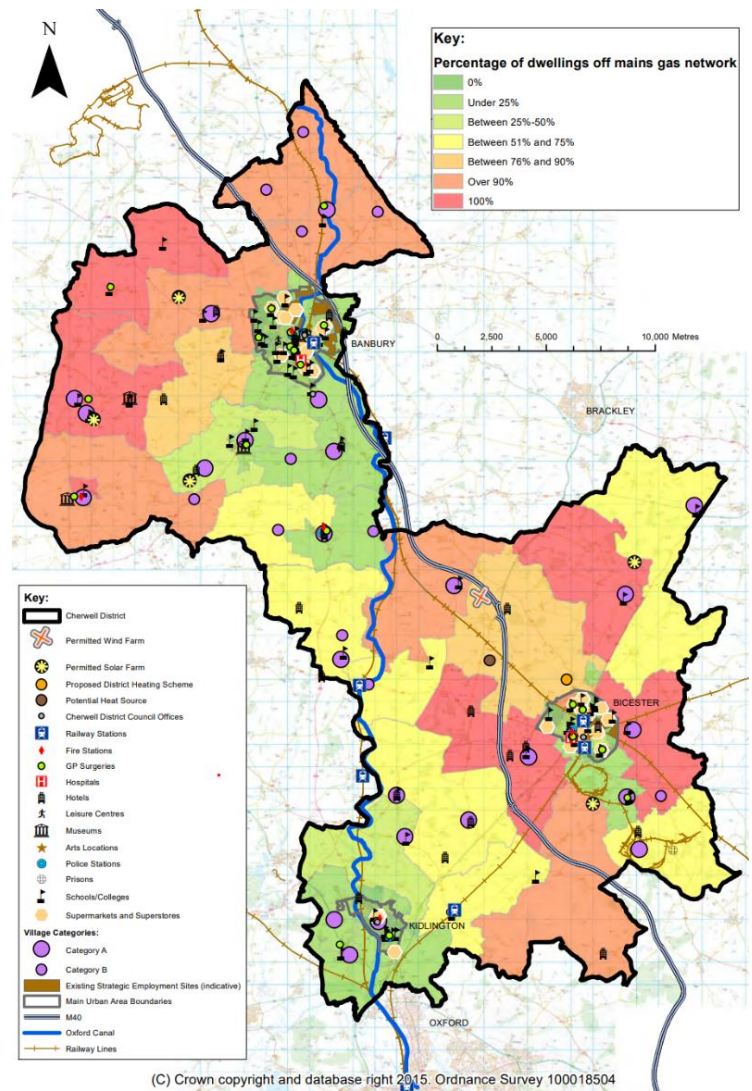 N
Key:
Percentage of dwellings off mains gas network
0%
Under 25%
Between 25%-50%
Between 51% and 75%
Between 76% and 90%
Over 90%
100%
BANBURY
0 2,500 5,000 10,000 Metres
BRACKLEY
Key:
Cherwell District
Permitted Wind Farm
Permitted Solar Farm
Proposed District Heating Scheme
Potential Heat Source
Cherwell District Council Offices
Railway Stations
Fire Stations
GP Surgeries
H Hospitals
Hotels
Leisure Centres
Museums
Arts Locations
Police Stations
Prisons
Schools/Colleges
Supermarkets and Superstores
Village Categories:
Category A
Category B
Existing Strategic Employment Sites (indicative)
Main Urban Area Boundaries
M40
Oxford Canal
Railway Lines
BICESTER
KIDLINGTON
OXFORD
(C) Crown copyright and database right 2015. Ordnance Survey 100018504